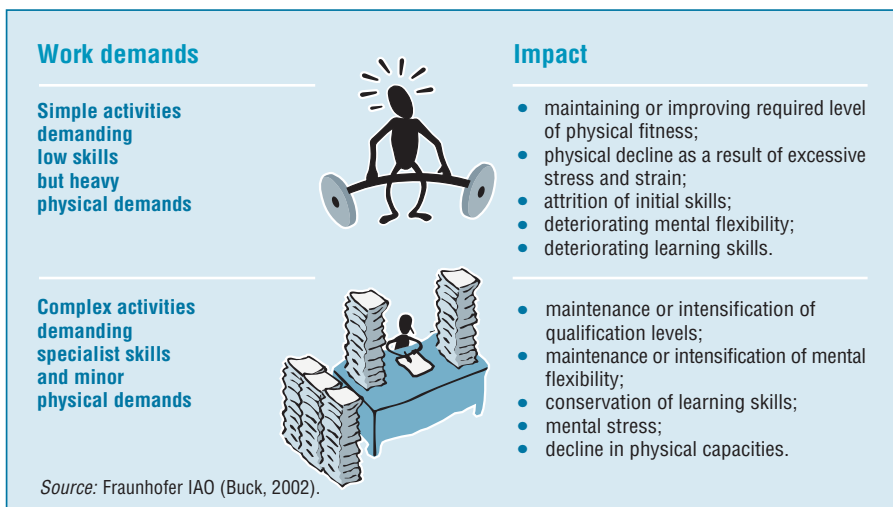 Work demands
Impact
Simple activities
demanding
low skills
but heavy
physical demands
• maintaining or improving required level
of physical fitness;
• physical decline as a result of excessive
stress and strain;
• attrition of initial skills;
• deteriorating mental flexibility;
• deteriorating learning skills.
Complex activities
demanding
specialist skills
and minor
physical demands
• maintenance or intensification of
qualification levels;
• maintenance or intensification of mental
flexibility;
• conservation of learning skills;
• mental stress;
• decline in physical capacities.
Source: Fraunhofer IAO (Buck, 2002).